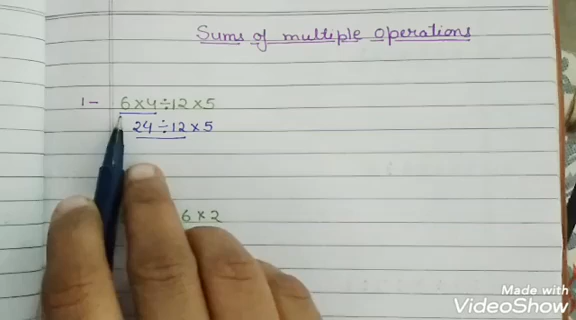 Sums of multiple operations
1- 6×4÷12×5
24÷12×5
6×2
Made with
VideoShow